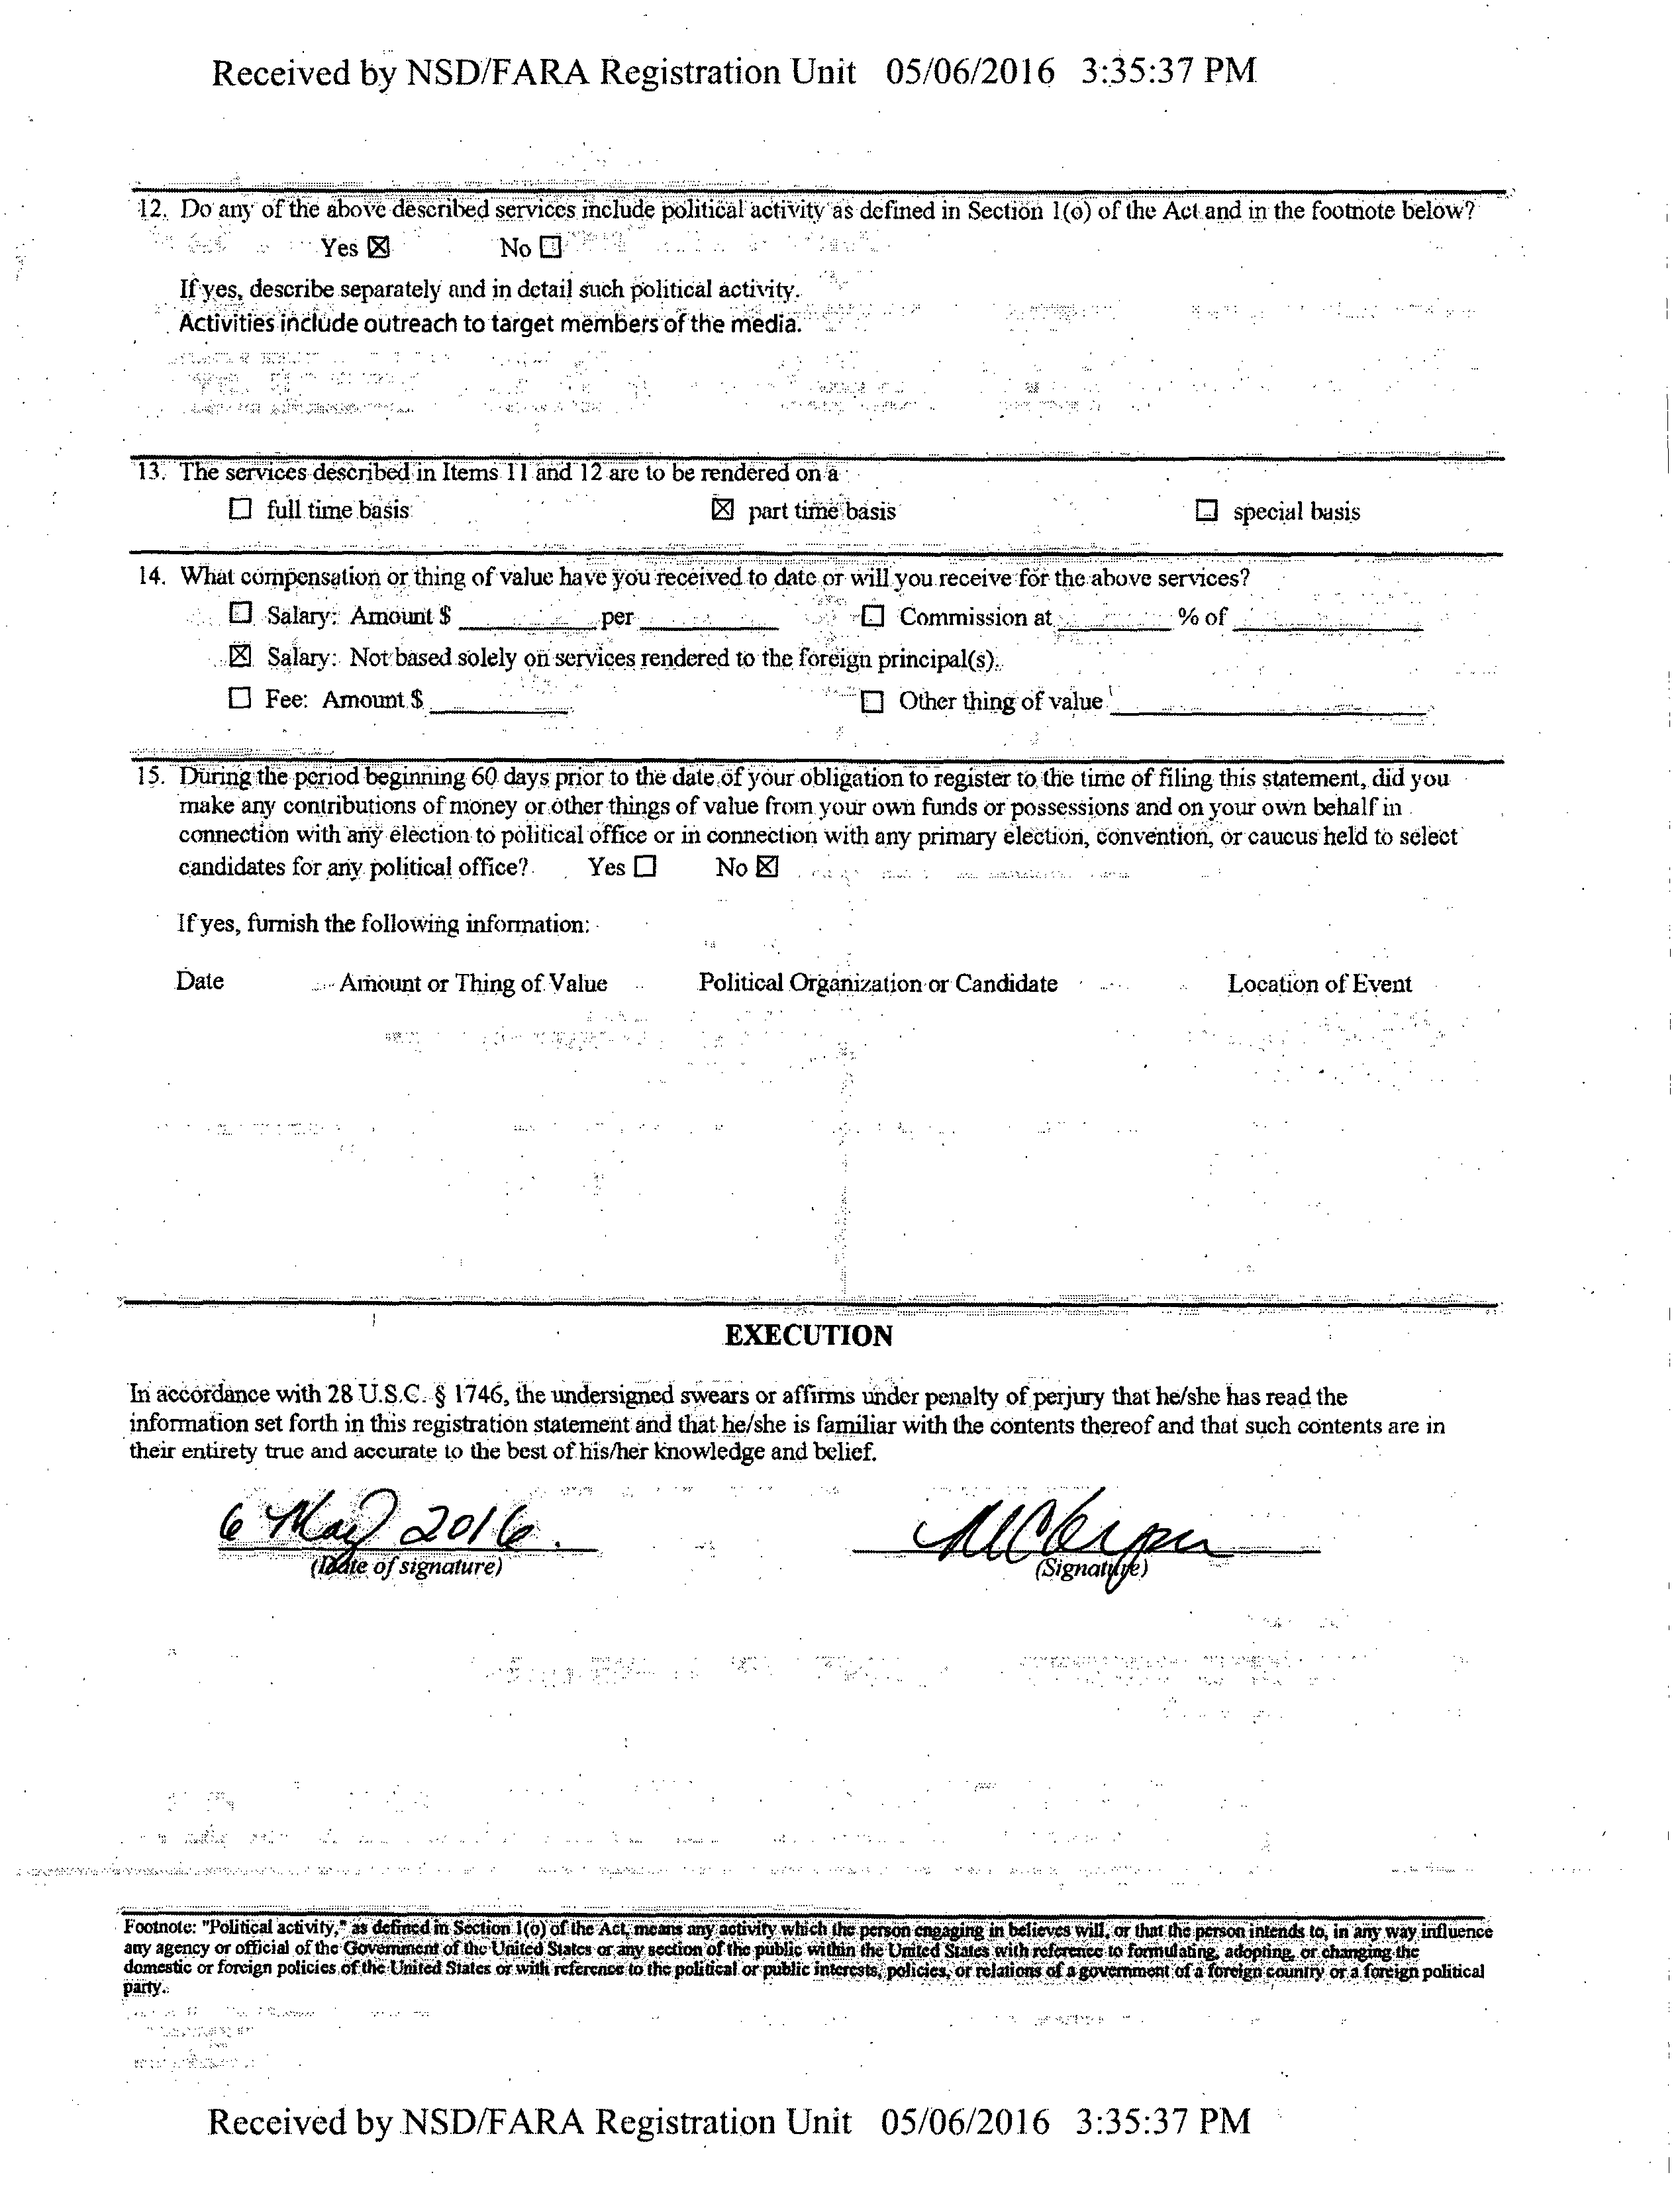 Received by NSD/FARA Registration Unit 05/06/2016 3:35:37 PM
12. Do any of the above described services include political activity as defined in Section 1(o) of the Act and in the footnote below?
Yes ☒ No ☐
If yes, describe separately and in detail such political activity.
Activities include outreach to target members of the media.
13. The services described in Items 11 and 12 are to be rendered on a
☐ full time basis ☒ part time basis ☐ special basis
14. What compensation or thing of value have you received to date or will you receive for the above services?
☐ Salary: Amount $ ________ per ________ ☐ Commission at ________ % of ________
☒ Salary: Not based solely on services rendered to the foreign principal(s).
☐ Fee: Amount $ ________ ☐ Other thing of value ________
15. During the period beginning 60 days prior to the date of your obligation to register to the time of filing this statement, did you
make any contributions of money or other things of value from your own funds or possessions and on your own behalf in
connection with any election to political office or in connection with any primary election, convention, or caucus held to select
candidates for any political office? Yes ☐ No ☒
If yes, furnish the following information:
Date Amount or Thing of Value Political Organization or Candidate Location of Event
EXECUTION
In accordance with 28 U.S.C. § 1746, the undersigned swears or affirms under penalty of perjury that he/she has read the
information set forth in this registration statement and that he/she is familiar with the contents thereof and that such contents are in
their entirety true and accurate to the best of his/her knowledge and belief.
6 May 2016.
(Date of signature) (Signature)
Footnote: "Political activity," as defined in Section 1(o) of the Act, means any activity which the person engaging in believes will, or that the person intends to, in any way influence
any agency or official of the Government of the United States or any section of the public within the United States with reference to formulating, adopting, or changing the
domestic or foreign policies of the United States or with reference to the political or public interests, policies, or relations of a government of a foreign country or a foreign political
party.
Received by NSD/FARA Registration Unit 05/06/2016 3:35:37 PM